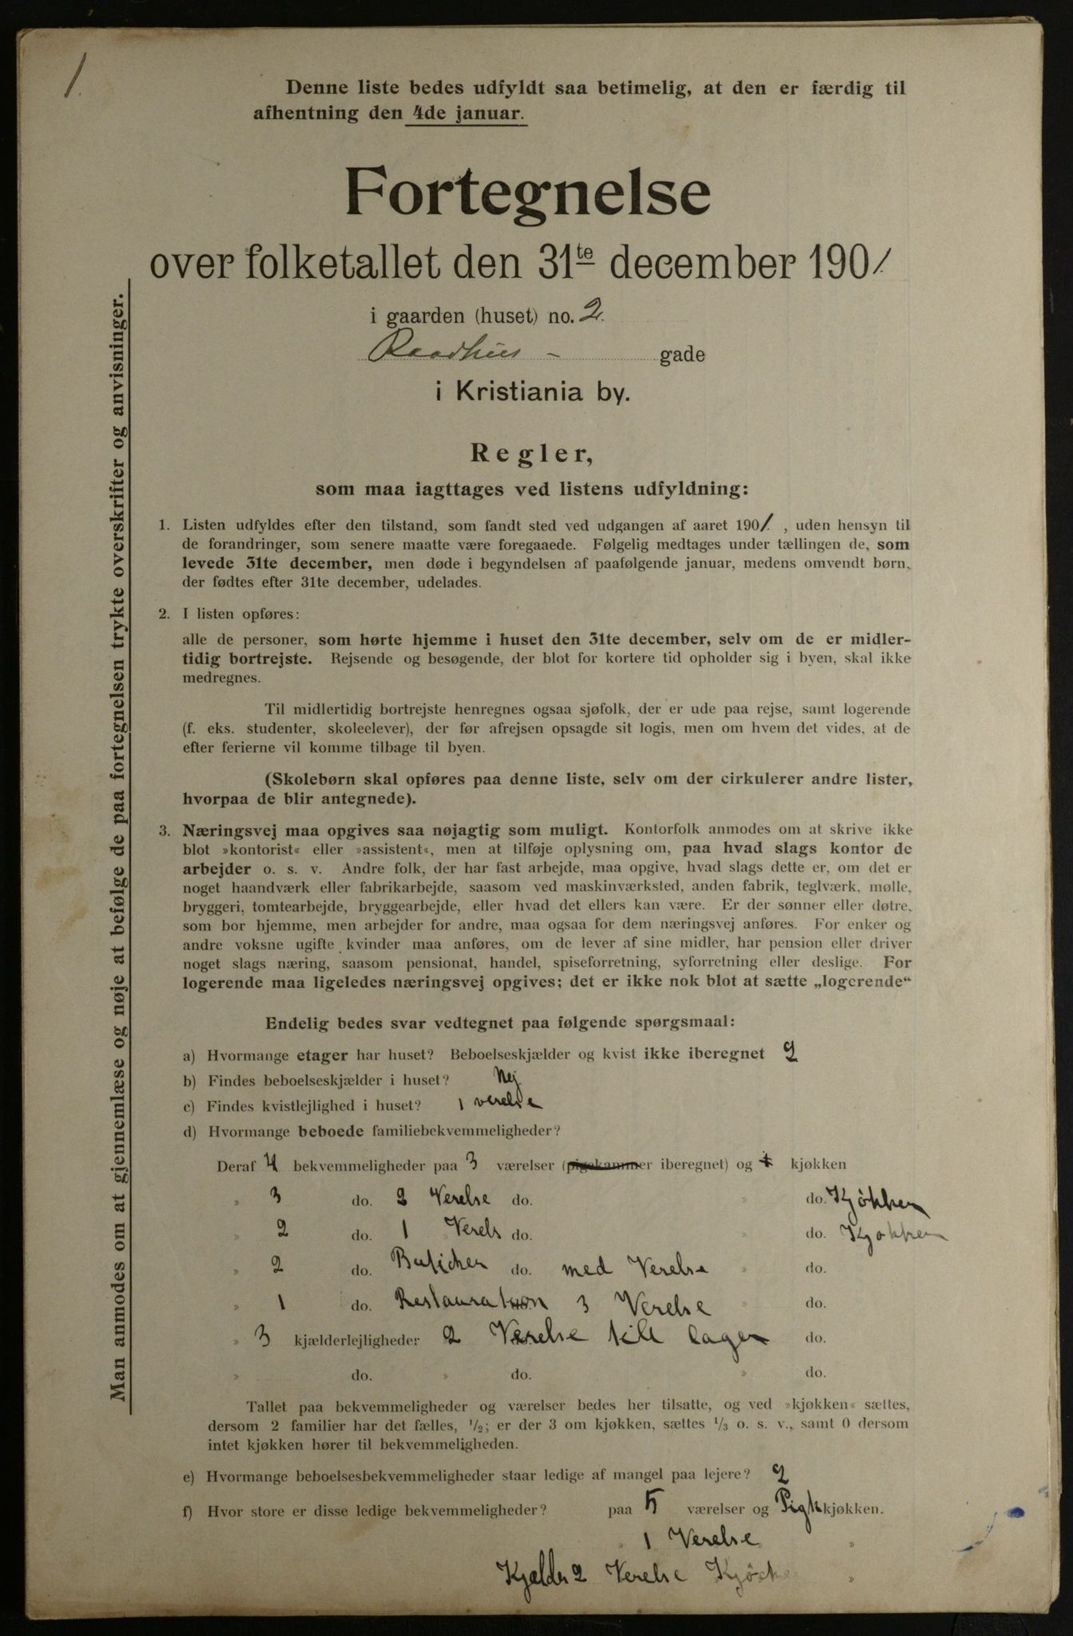 1.
Denne liste bedes udfyldt saa betimelig, at den er færdig til
afhentning den 4de januar.
Fortegnelse
over folketallet den 31te december 1901
i gaarden (huset) no. 2.
Raadhus - gade
i Kristiania by.
Regler,
som maa iagttages ved listens udfyldning:
1. Listen udfyldes efter den tilstand, som fandt sted ved udgangen af aaret 1901, uden hensyn til
de forandringer, som senere maatte være foregaaede. Følgelig medtages under tællingen de, som
levede 31te december, men døde i begyndelsen af paafølgende januar, medens omvendt børn,
der fødtes efter 31te december, udelades.
2. I listen opføres:
alle de personer, som hørte hjemme i huset den 31te december, selv om de er midler-
tidig bortrejste. Rejsende og besøgende, der blot for kortere tid opholder sig i byen, skal ikke
medregnes.
Til midlertidig bortrejste henregnes ogsaa sjøfolk, der er ude paa rejse, samt logerende
(f. eks. studenter, skoleelever), der før afrejsen opsagde sit logis, men om hvem det vides, at de
efter ferierne vil komme tilbage til byen.
(Skolebørn skal opføres paa denne liste, selv om der cirkulerer andre lister,
hvorpaa de blir antegnede).
3. Næringsvej maa opgives saa nøjagtig som muligt. Kontorfolk anmodes om at skrive ikke
blot »kontorist« eller »assistent«, men at tilføje oplysning om, paa hvad slags kontor de
arbejder o. s. v. Andre folk, der har fast arbejde, maa opgive, hvad slags dette er, om det er
noget haandværk eller fabrikarbejde, saasom ved maskinværksted, anden fabrik, teglværk, mølle,
bryggeri, tomtearbejde, bryggearbejde, eller hvad det ellers kan være. Er der sønner eller døtre,
som bor hjemme, men arbejder for andre, maa ogsaa for dem næringsvej anføres. For enker og
andre voksne ugifte kvinder maa anføres, om de lever af sine midler, har pension eller driver
noget slags næring, saasom pensionat, handel, spiseforretning, syforretning eller deslige. For
logerende maa ligeledes næringsvej opgives; det er ikke nok blot at sætte „logerende“
Endelig bedes svar vedtegnet paa følgende spørgsmaal:
a) Hvormange etager har huset? Beboelseskjælder og kvist ikke iberegnet 2
b) Findes beboelseskjælder i huset? Nej
c) Findes kvistlejlighed i huset? 1 verelse
d) Hvormange beboede familiebekvemmeligheder?
Deraf 4 bekvemmeligheder paa 3 værelser (pigekammer iberegnet) og kjøkken
» 3 do. 2 Verelse do. » do. Kjøkken
» 2 do. 1 Verels do. » do. Kjøkken
» 2 do. Buticker do. med Verelse » do.
» 1 do. Restauration 3 Verelse » do.
» 3 kjælderlejligheder 2 Verelse till lager do.
» do. » do. » do.
Tallet paa bekvemmeligheder og værelser bedes her tilsatte, og ved »kjøkken« sættes,
dersom 2 familier har det fælles, 1/2; er der 3 om kjøkken, sættes 1/3 o. s. v., samt 0 dersom
intet kjøkken hører til bekvemmeligheden.
e) Hvormange beboelsesbekvemmeligheder staar ledige af mangel paa lejere? 2
f) Hvor store er disse ledige bekvemmeligheder? paa 5 værelser og Pigk kjøkken.
» 1 Verelse »
Kjælder 2 Verelse Kjøcke »
Man anmodes om at gjennemlæse og nøje at befølge de paa fortegnelsen trykte overskrifter og anvisninger.